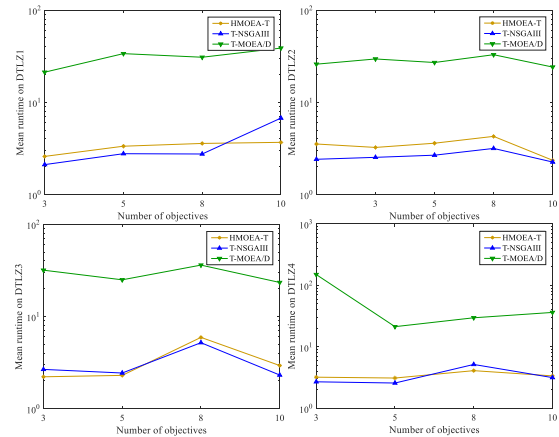 10^2
10^1
10^0
Mean runtime on DTLZ1
HMOEA-T
T-NSGAIII
T-MOEA/D
3
5
8
10
Number of objectives
10^2
10^1
10^0
Mean runtime on DTLZ2
HMOEA-T
T-NSGAIII
T-MOEA/D
3
5
8
10
Number of objectives
10^2
10^1
10^0
Mean runtime on DTLZ3
HMOEA-T
T-NSGAIII
T-MOEA/D
3
5
8
10
Number of objectives
10^3
10^2
10^1
10^0
Mean runtime on DTLZ4
HMOEA-T
T-NSGAIII
T-MOEA/D
3
5
8
10
Number of objectives